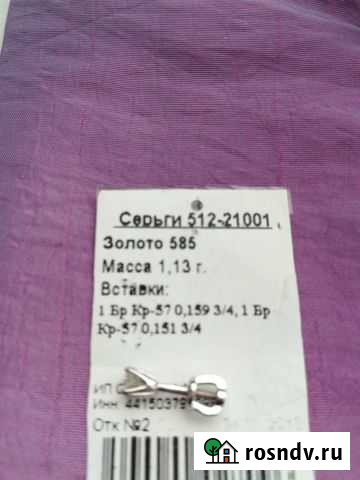 Серьги 512-21001
Золото 585
Масса 1,13 г.
Вставки:
1 Бр Кр-57 0,159 3/4, 1 Бр
Кр-57 0,151 3/4
ИП
Инн
Отк №2
rosndv.ru